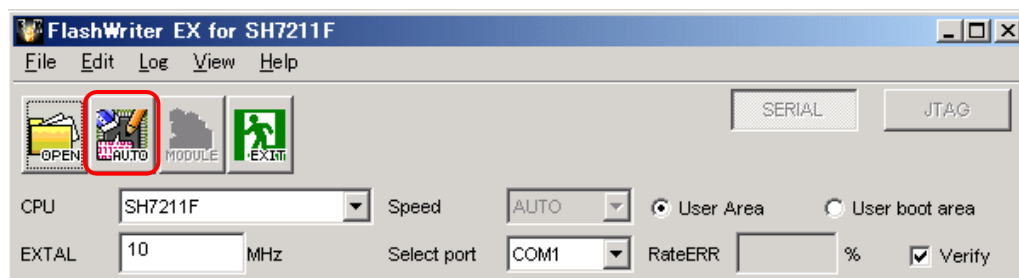 FlashWriter EX for SH7211F
File Edit Log View Help
OPEN AUTO MODULE EXIT SERIAL JTAG
CPU SH7211F Speed AUTO User Area User boot area
EXTAL 10 MHz Select port COM1 RateERR % Verify